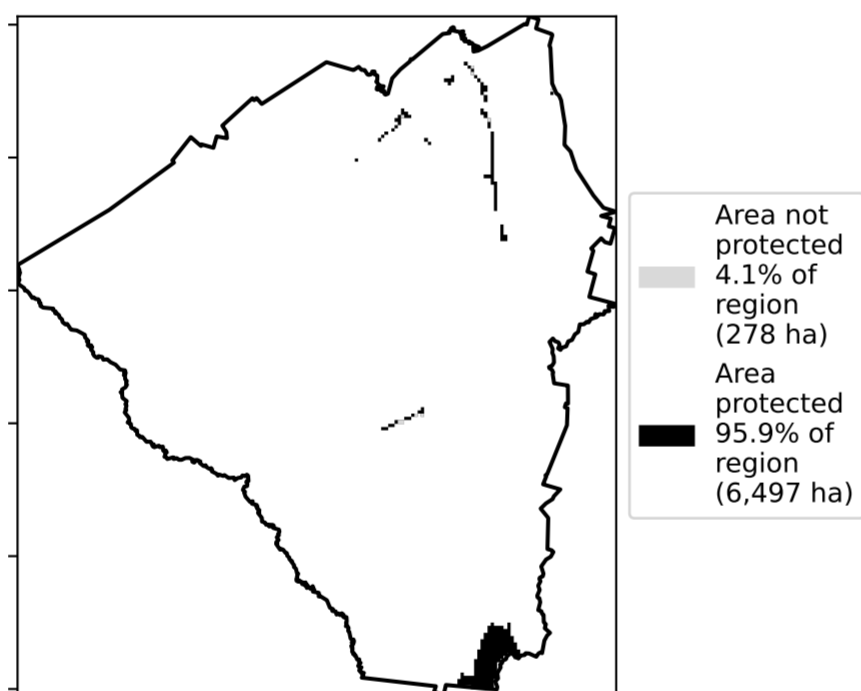 Area not
protected
4.1% of
region
(278 ha)
Area
protected
95.9% of
region
(6,497 ha)